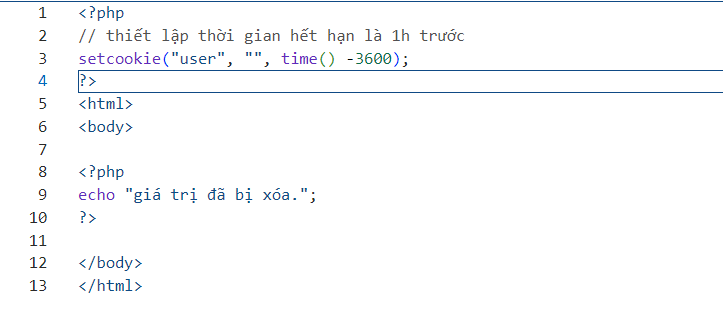 1 <?php
2 // thiết lập thời gian hết hạn là 1h trước
3 setcookie("user", "", time() -3600);
4 ?>
5 <html>
6 <body>
7
8 <?php
9 echo "giá trị đã bị xóa.";
10 ?>
11
12 </body>
13 </html>